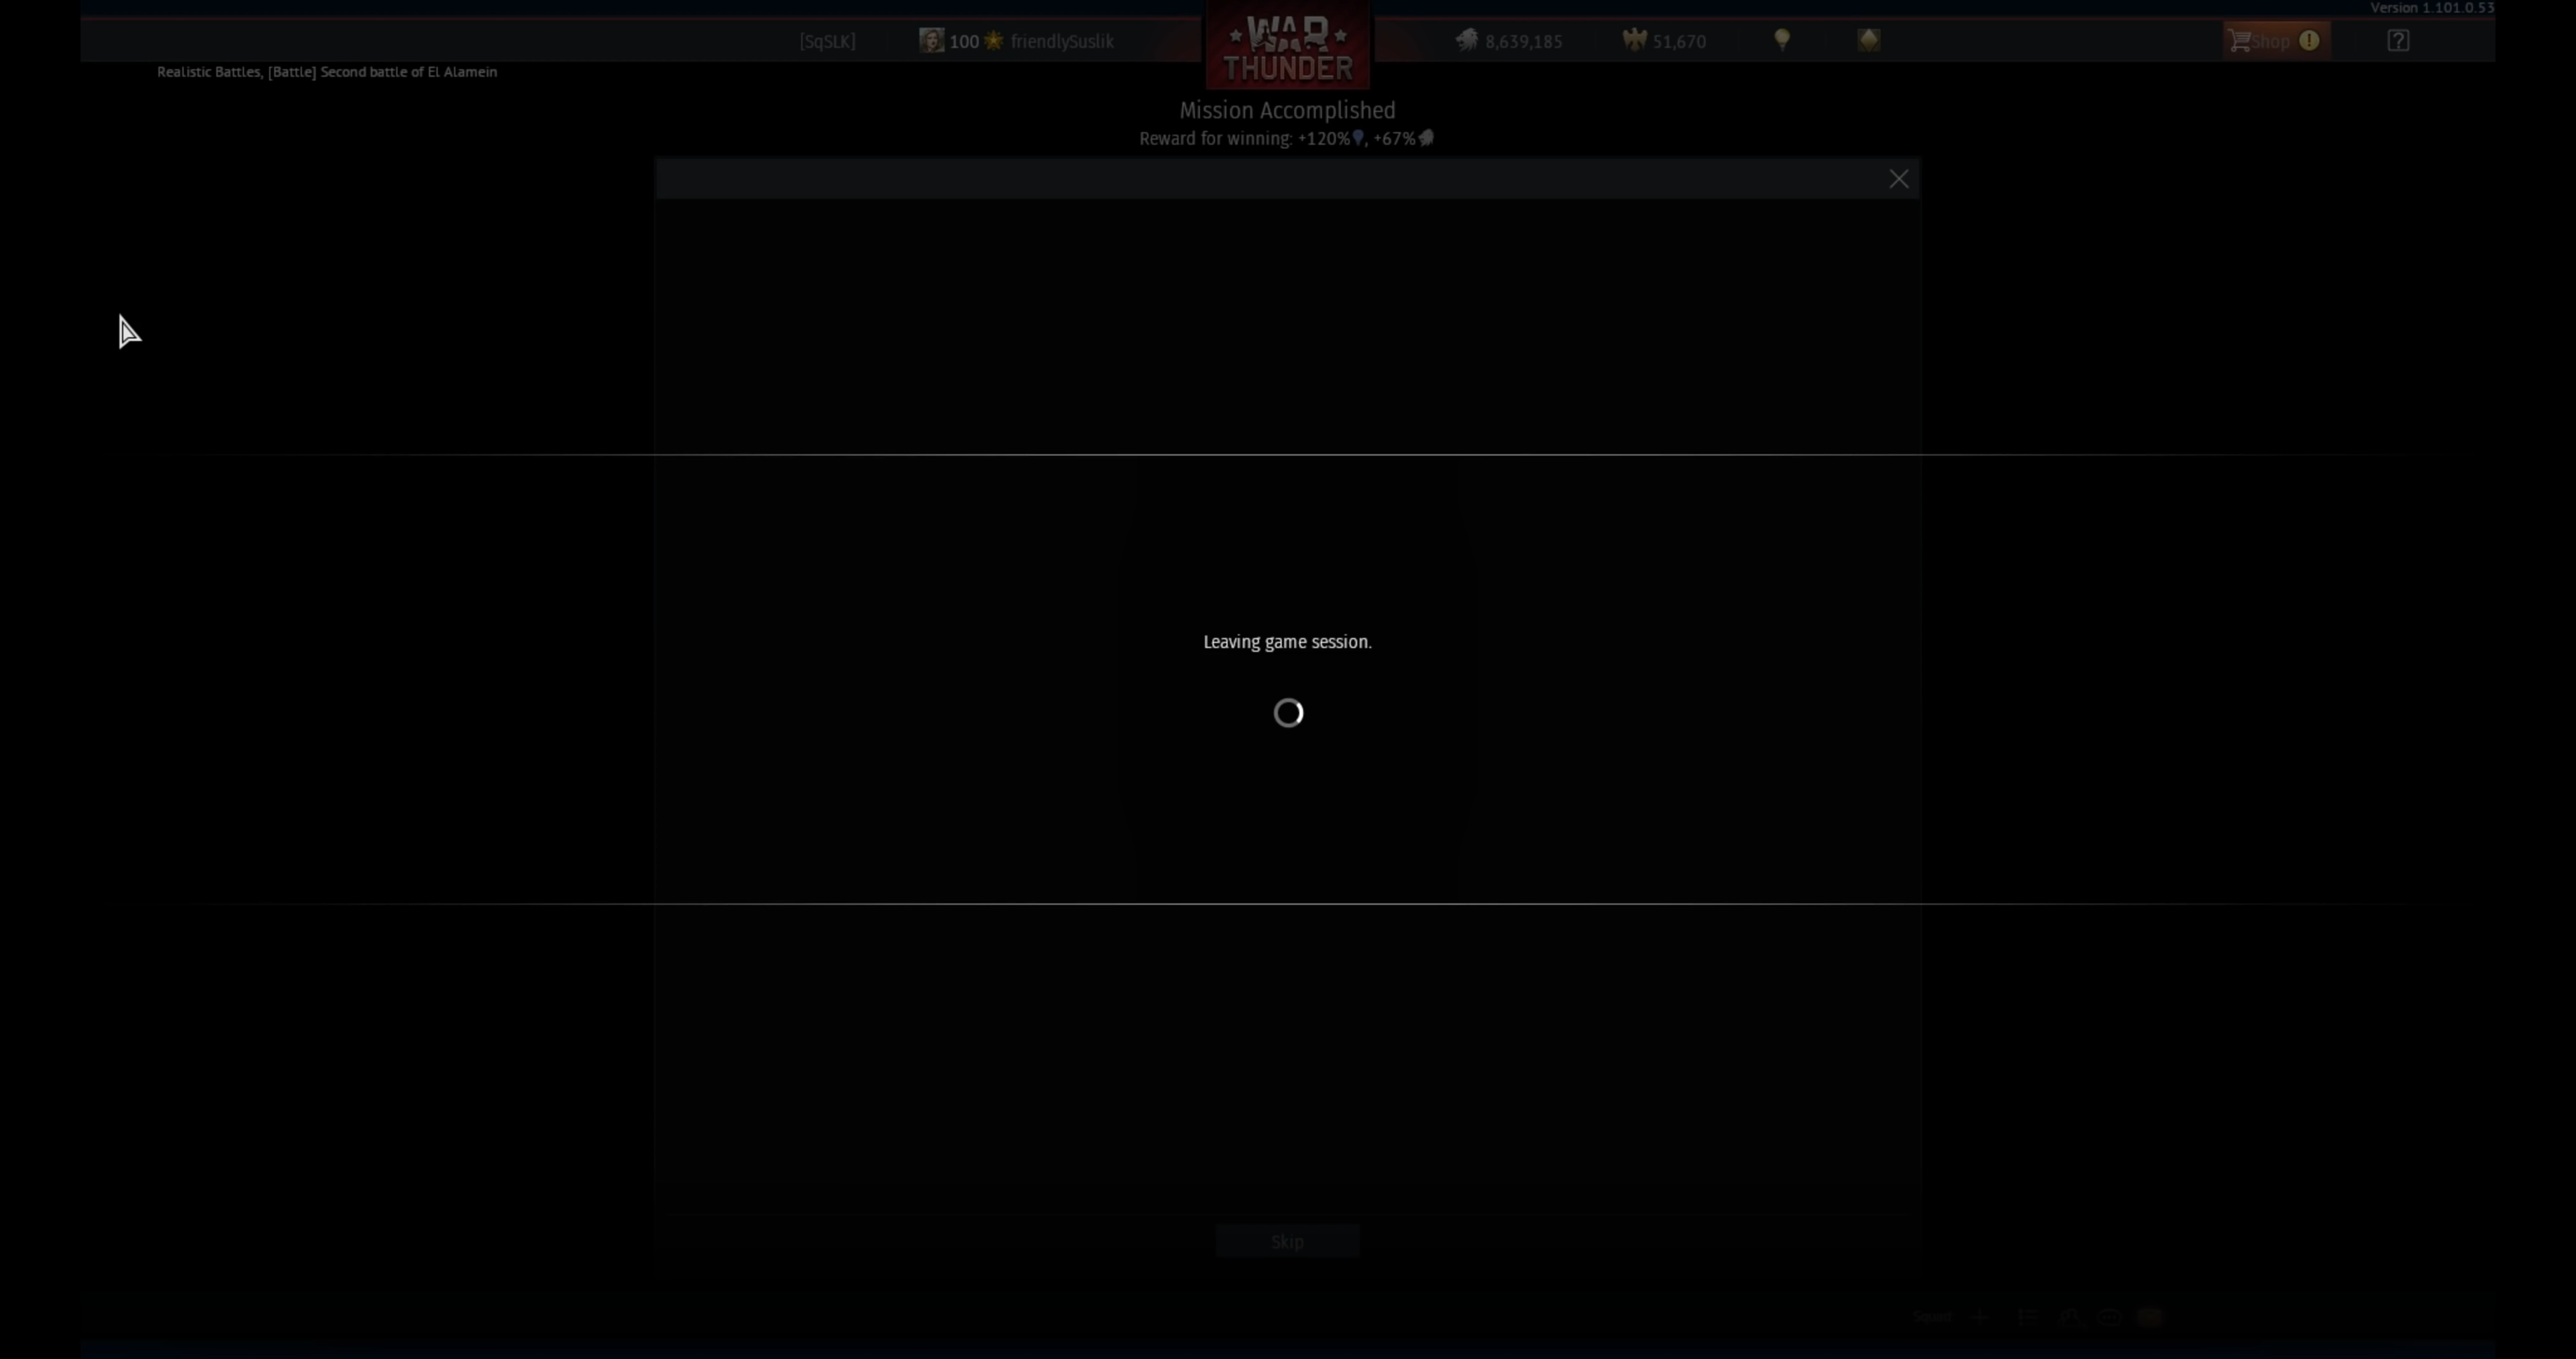 Version 1.101.0.53
[SqSLK] 100 friendlySuslik
WAR
THUNDER
8,639,185 51,670 Shop
Realistic Battles, [Battle] Second battle of El Alamein
Mission Accomplished
Reward for winning: +120%, +67%
Leaving game session.
Skip
Squad